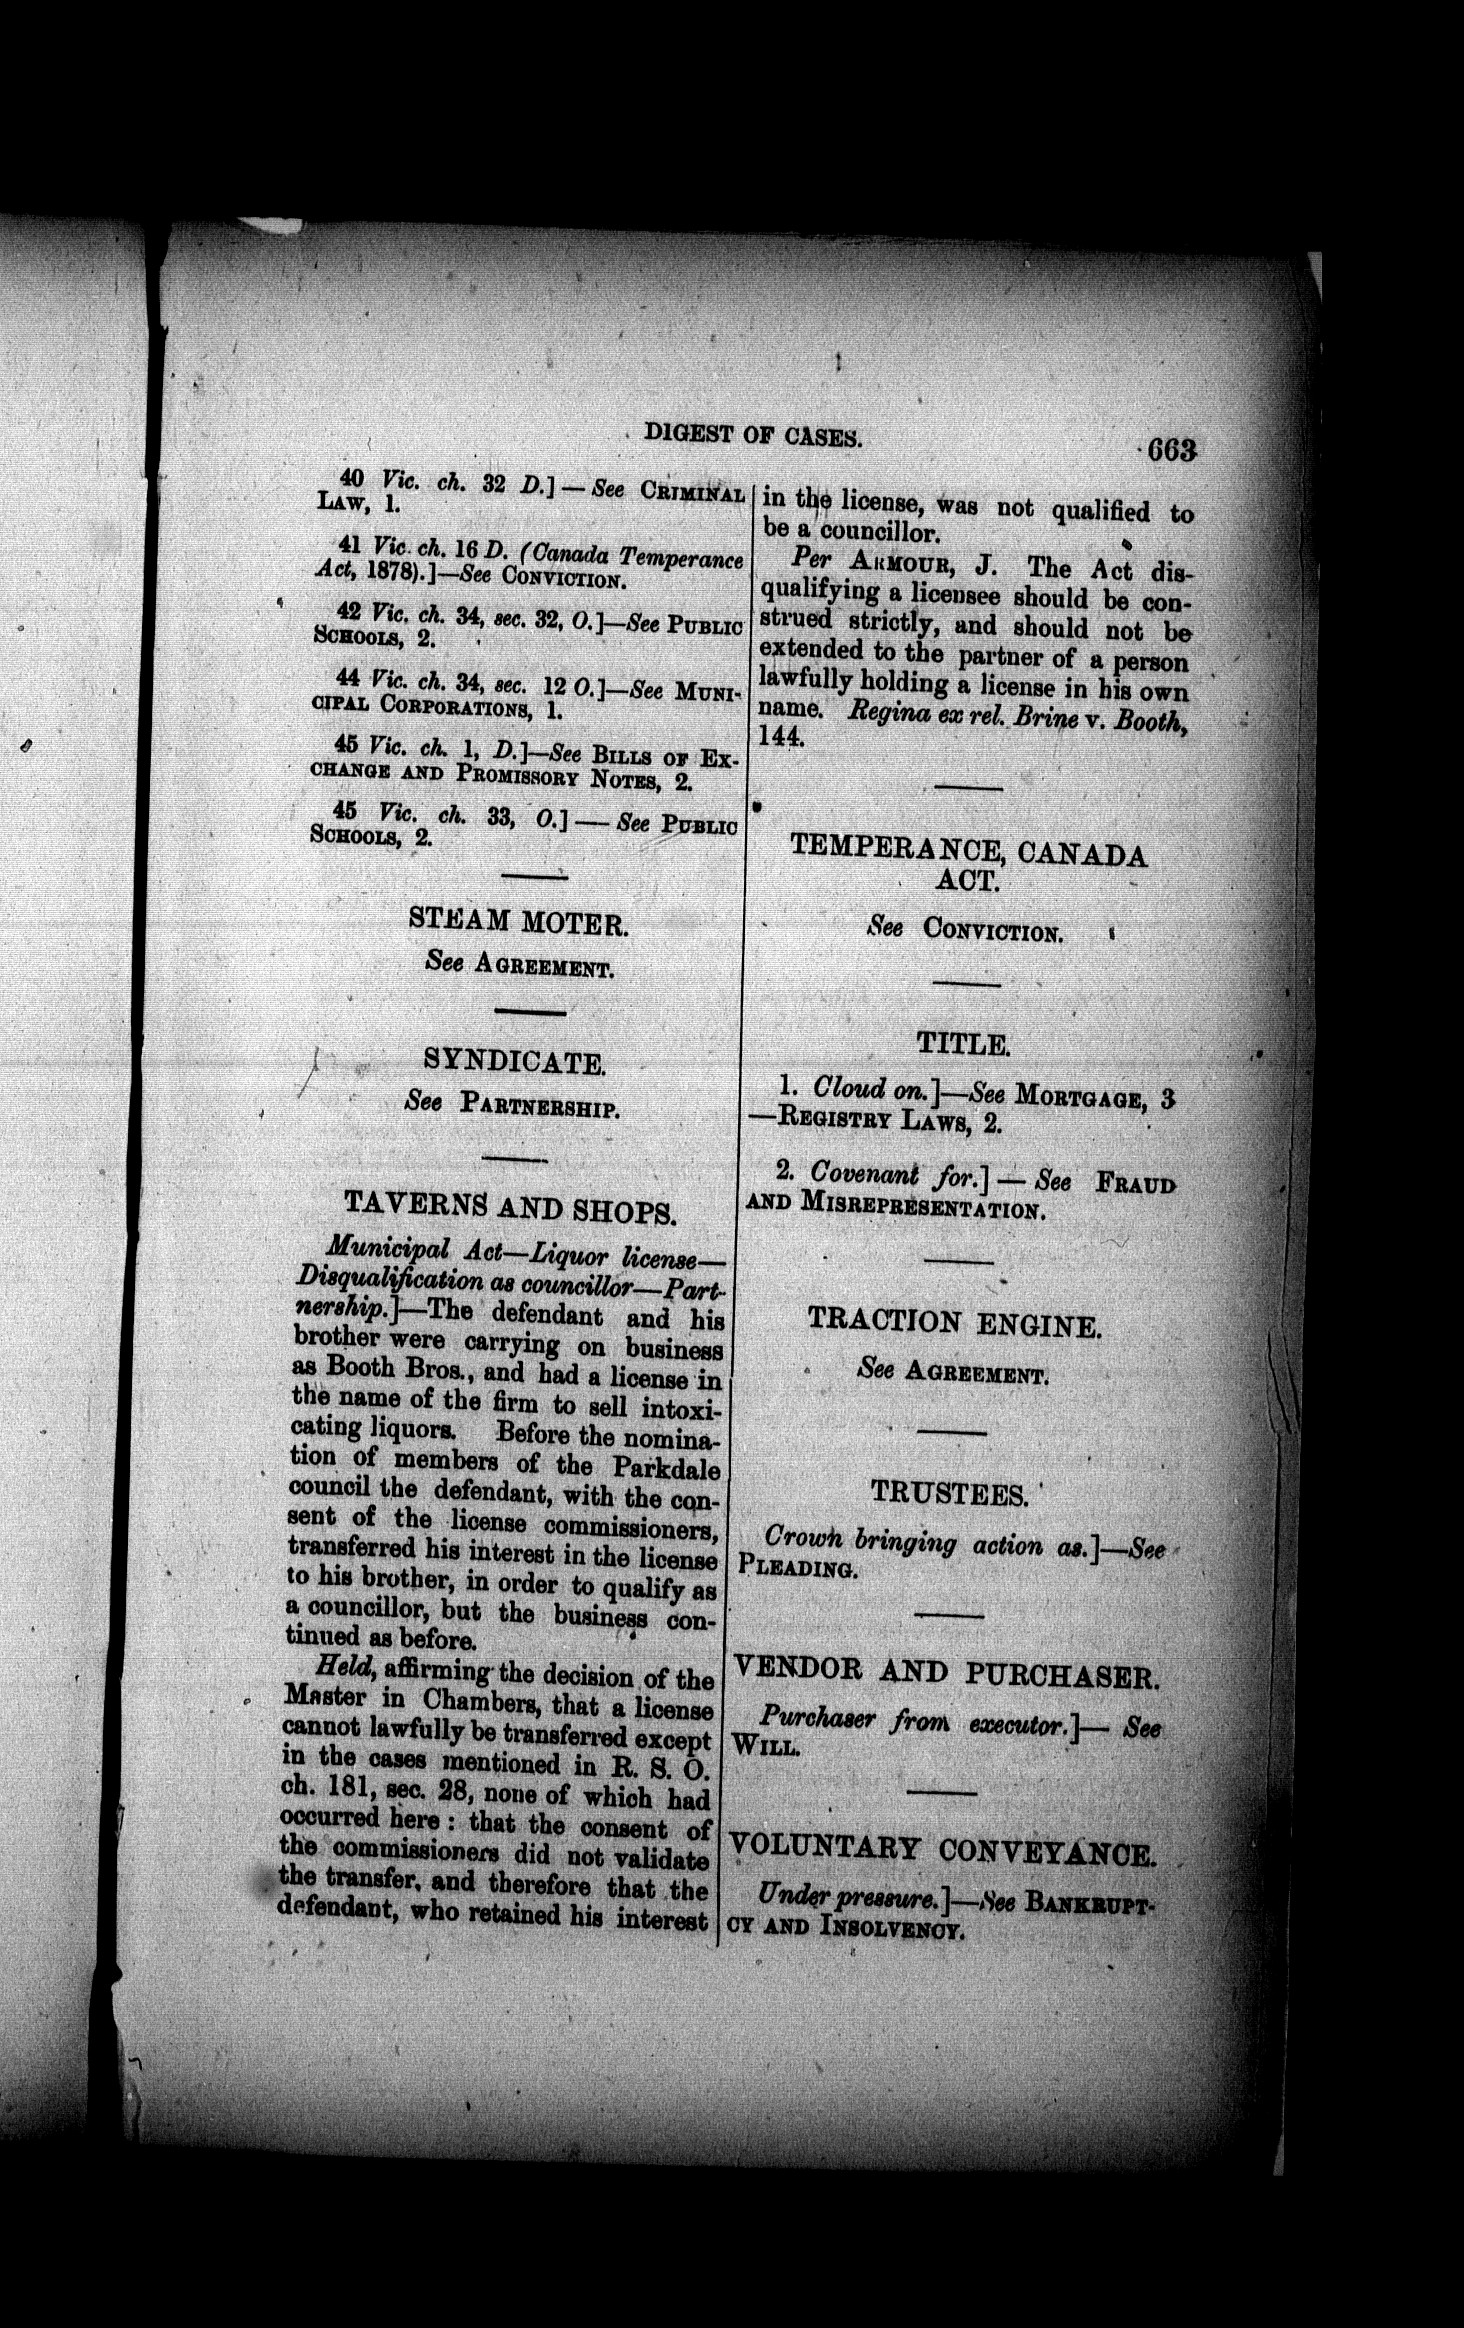 DIGEST OF CASES.
663
40 Vic. ch. 32 D.] — See CRIMINAL
LAW, 1.
41 Vic. ch. 16 D. (Canada Temperance
Act, 1878).]—See CONVICTION.
42 Vic. ch. 34, sec. 32, O.]—See PUBLIC
SCHOOLS, 2.
44 Vic. ch. 34, sec. 12 O.]—See MUNI-
CIPAL CORPORATIONS, 1.
45 Vic. ch. 1, D.]—See BILLS OF EX-
CHANGE AND PROMISSORY NOTES, 2.
45 Vic. ch. 33, O.] — See PUBLIC
SCHOOLS, 2.
STEAM MOTER.
See AGREEMENT.
SYNDICATE.
See PARTNERSHIP.
TAVERNS AND SHOPS.
Municipal Act—Liquor license—
Disqualification as councillor—Part-
nership.]—The defendant and his
brother were carrying on business
as Booth Bros., and had a license in
the name of the firm to sell intoxi-
cating liquors. Before the nomina-
tion of members of the Parkdale
council the defendant, with the con-
sent of the license commissioners,
transferred his interest in the license
to his brother, in order to qualify as
a councillor, but the business con-
tinued as before.
Held, affirming the decision of the
Master in Chambers, that a license
cannot lawfully be transferred except
in the cases mentioned in R. S. O.
ch. 181, sec. 28, none of which had
occurred here : that the consent of
the commissioners did not validate
the transfer, and therefore that the
defendant, who retained his interest
in the license, was not qualified to
be a councillor.
Per ARMOUR, J. The Act dis-
qualifying a licensee should be con-
strued strictly, and should not be
extended to the partner of a person
lawfully holding a license in his own
name. Regina ex rel. Brine v. Booth,
144.
TEMPERANCE, CANADA
ACT.
See CONVICTION.
TITLE.
1. Cloud on.]—See MORTGAGE, 3
—REGISTRY LAWS, 2.
2. Covenant for.] — See FRAUD
AND MISREPRESENTATION.
TRACTION ENGINE.
See AGREEMENT.
TRUSTEES.
Crown bringing action as.]—See
PLEADING.
VENDOR AND PURCHASER.
Purchaser from executor.]— See
WILL.
VOLUNTARY CONVEYANCE.
Under pressure.]—See BANKRUPT-
CY AND INSOLVENCY.